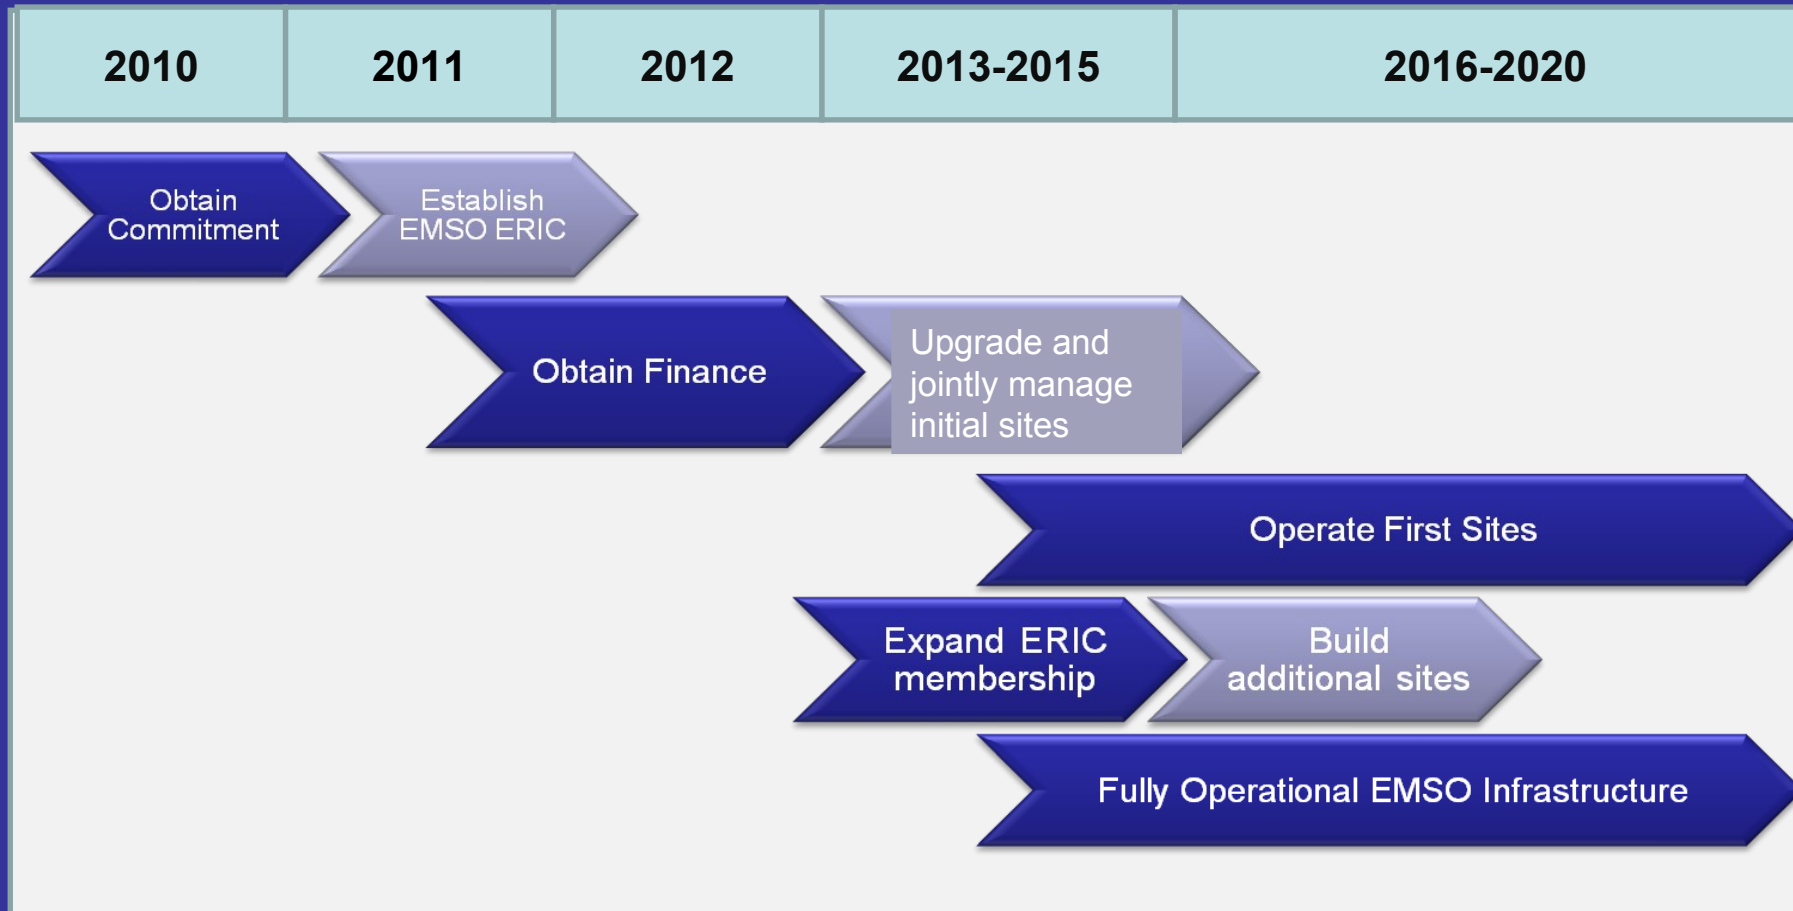 2010 2011 2012 2013-2015 2016-2020
Obtain
Commitment
Establish
EMSO ERIC
Obtain Finance
Upgrade and
jointly manage
initial sites
Operate First Sites
Expand ERIC
membership
Build
additional sites
Fully Operational EMSO Infrastructure